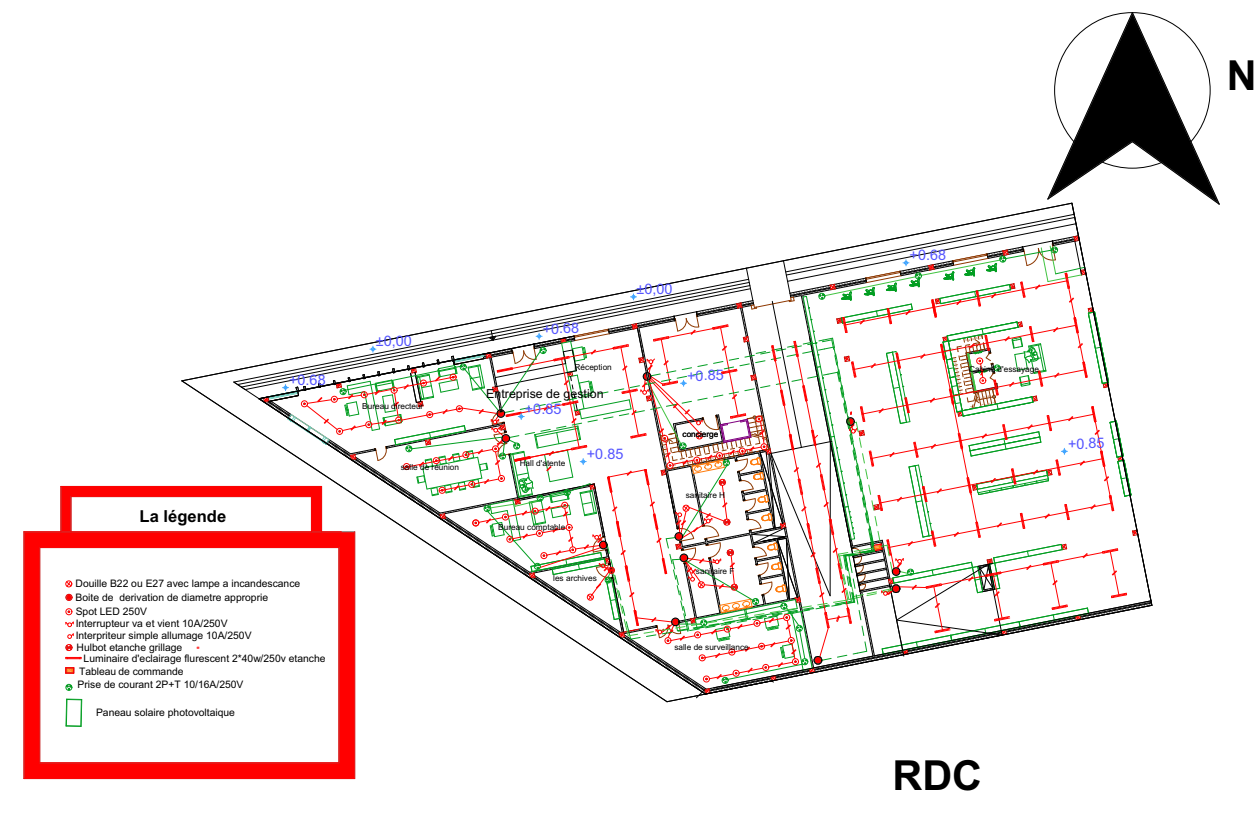 N
+0.68
±0,00
±0,00
+0.68
+0.68
+0.85
+0.85
+0.85
+0.85
Réception
Entreprise de gestion
Bureau directeur
Cabine d'essayage
concierge
salle de réunion
Hall d'atente
sanitaire H
Bureau comptable
sanitaire F
les archives
salle de surveillance
La légende
Douille B22 ou E27 avec lampe a incandescance
Boite de derivation de diametre approprie
Spot LED 250V
Interrupteur va et vient 10A/250V
Interpriteur simple allumage 10A/250V
Hulbot etanche grillage
Luminaire d'eclairage flurescent 2*40w/250v etanche
Tableau de commande
Prise de courant 2P+T 10/16A/250V
Paneau solaire photovoltaique
RDC